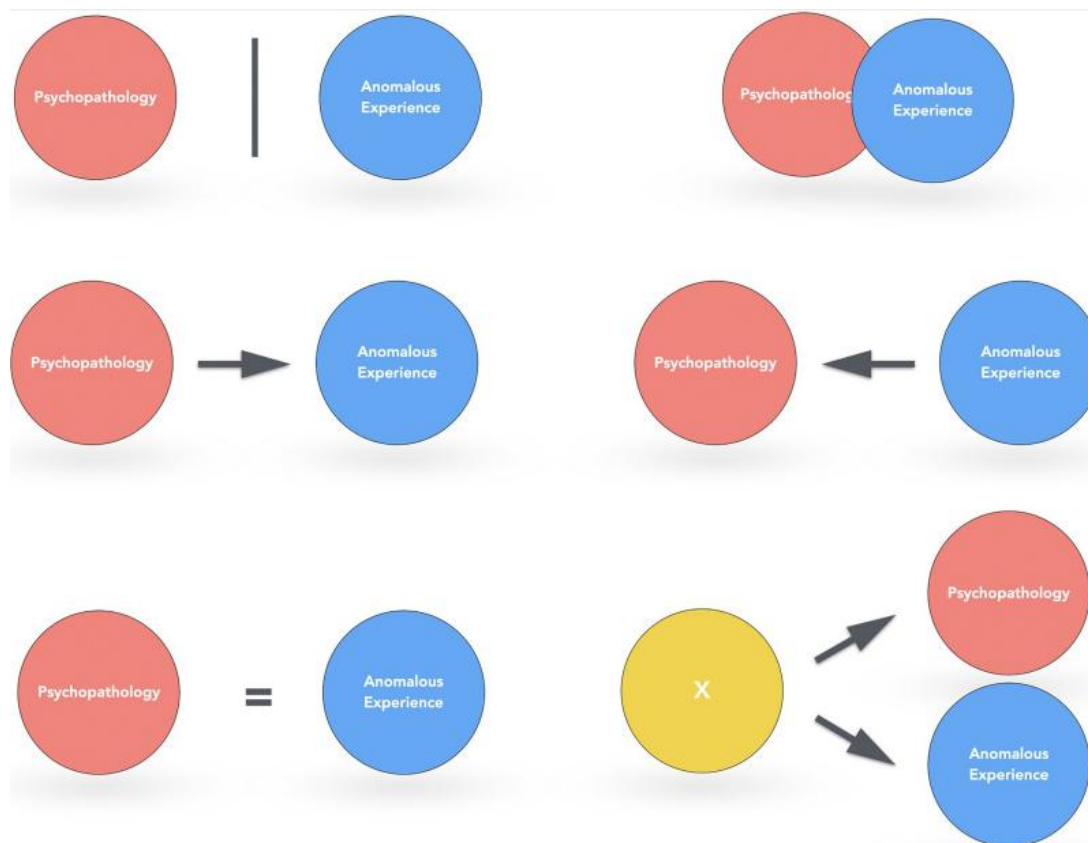 Psychopathology
Anomalous
Experience
Psychopatholog
Anomalous
Experience
Psychopathology
Anomalous
Experience
Psychopathology
Anomalous
Experience
Psychopathology
=
Anomalous
Experience
X
Psychopathology
Anomalous
Experience